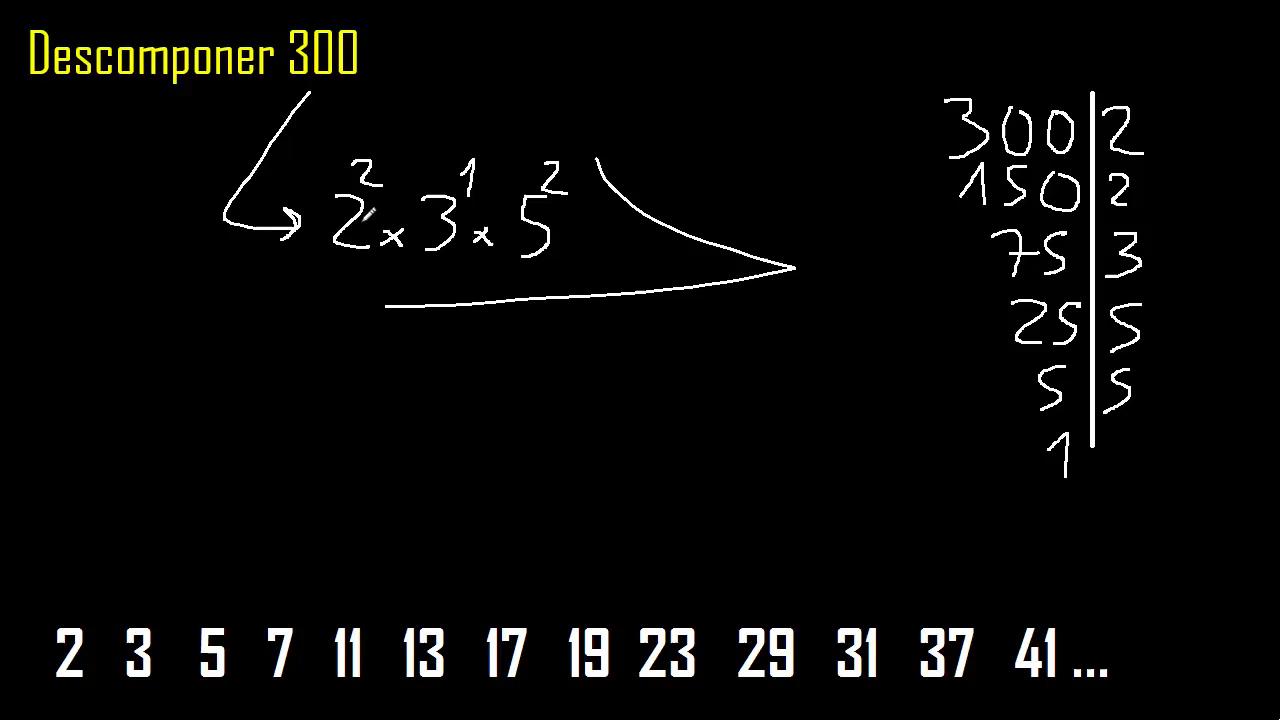 Descomponer 300
2² x 3¹ x 5²
300 | 2
150 | 2
75 | 3
25 | 5
5 | 5
1
2 3 5 7 11 13 17 19 23 29 31 37 41 ...